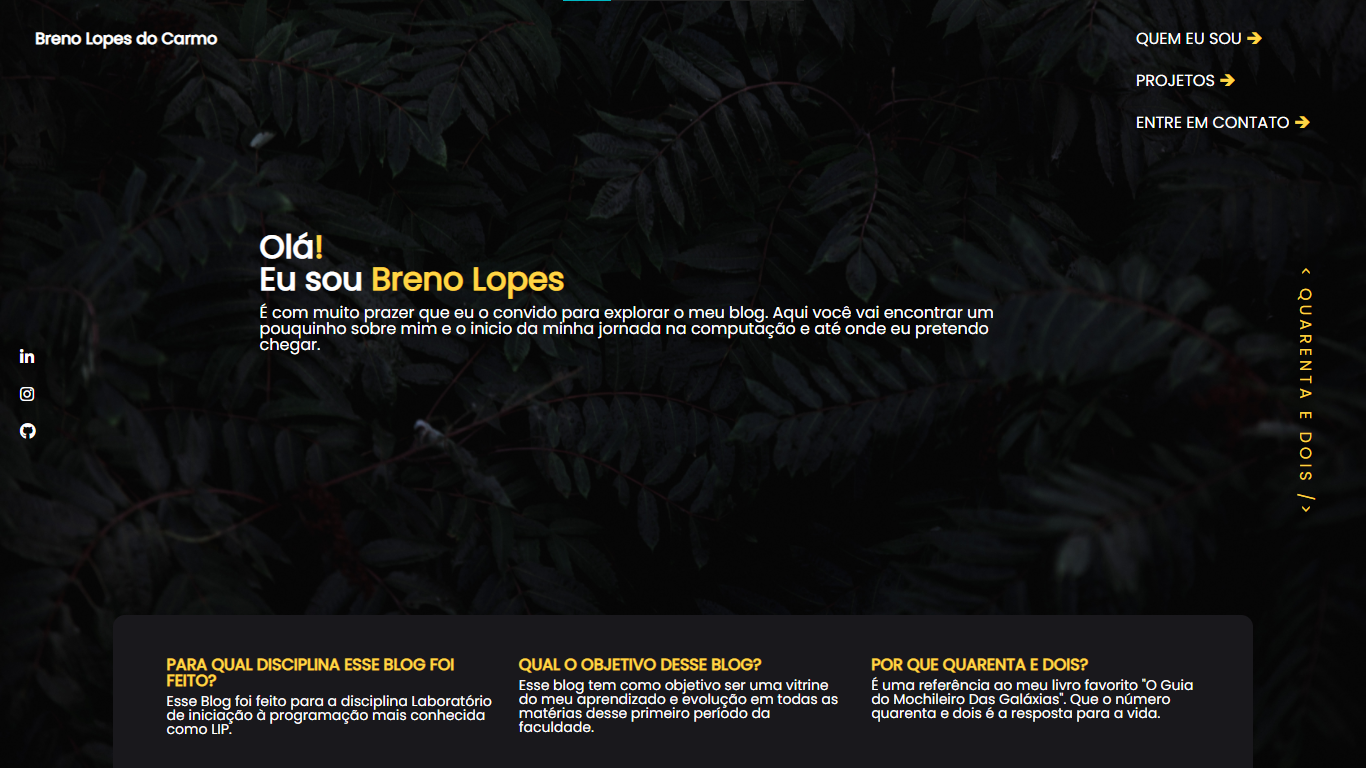 Breno Lopes do Carmo
QUEM EU SOU
PROJETOS
ENTRE EM CONTATO
Olá!
Eu sou Breno Lopes
É com muito prazer que eu o convido para explorar o meu blog. Aqui você vai encontrar um
pouquinho sobre mim e o inicio da minha jornada na computação e até onde eu pretendo
chegar.
in
< QUARENTA E DOIS />
PARA QUAL DISCIPLINA ESSE BLOG FOI
FEITO?
Esse Blog foi feito para a disciplina Laboratório
de iniciação à programação mais conhecida
como LIP.
QUAL O OBJETIVO DESSE BLOG?
Esse blog tem como objetivo ser uma vitrine
do meu aprendizado e evolução em todas as
matérias desse primeiro período da
faculdade.
POR QUE QUARENTA E DOIS?
É uma referência ao meu livro favorito "O Guia
do Mochileiro Das Galáxias". Que o número
quarenta e dois é a resposta para a vida.